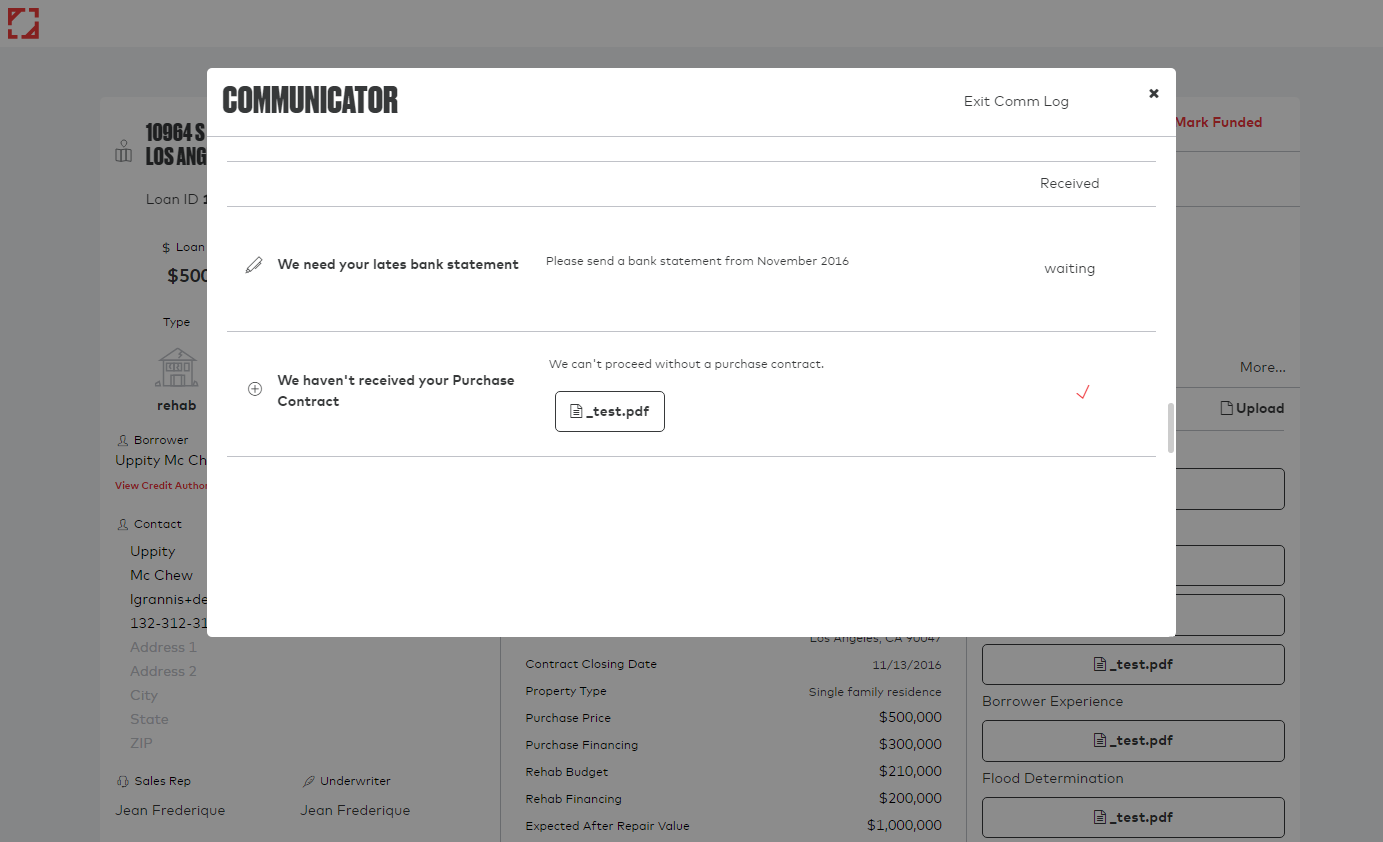 COMMUNICATOR
Exit Comm Log
Received
We need your lates bank statement
Please send a bank statement from November 2016
waiting
We haven't received your Purchase
Contract
We can't proceed without a purchase contract.
_test.pdf
10964 S
LOS ANG
Loan ID
$ Loan
$500
Type
rehab
Borrower
Uppity Mc Ch
View Credit Author
Contact
Uppity
Mc Chew
lgrannis+de
132-312-31
Address 1
Address 2
City
State
ZIP
Sales Rep
Underwriter
Jean Frederique
Jean Frederique
Los Angeles, CA 90047
Contract Closing Date
11/13/2016
Property Type
Single family residence
Purchase Price
$500,000
Purchase Financing
$300,000
Rehab Budget
$210,000
Rehab Financing
$200,000
Expected After Repair Value
$1,000,000
Mark Funded
More...
Upload
_test.pdf
Borrower Experience
_test.pdf
Flood Determination
_test.pdf